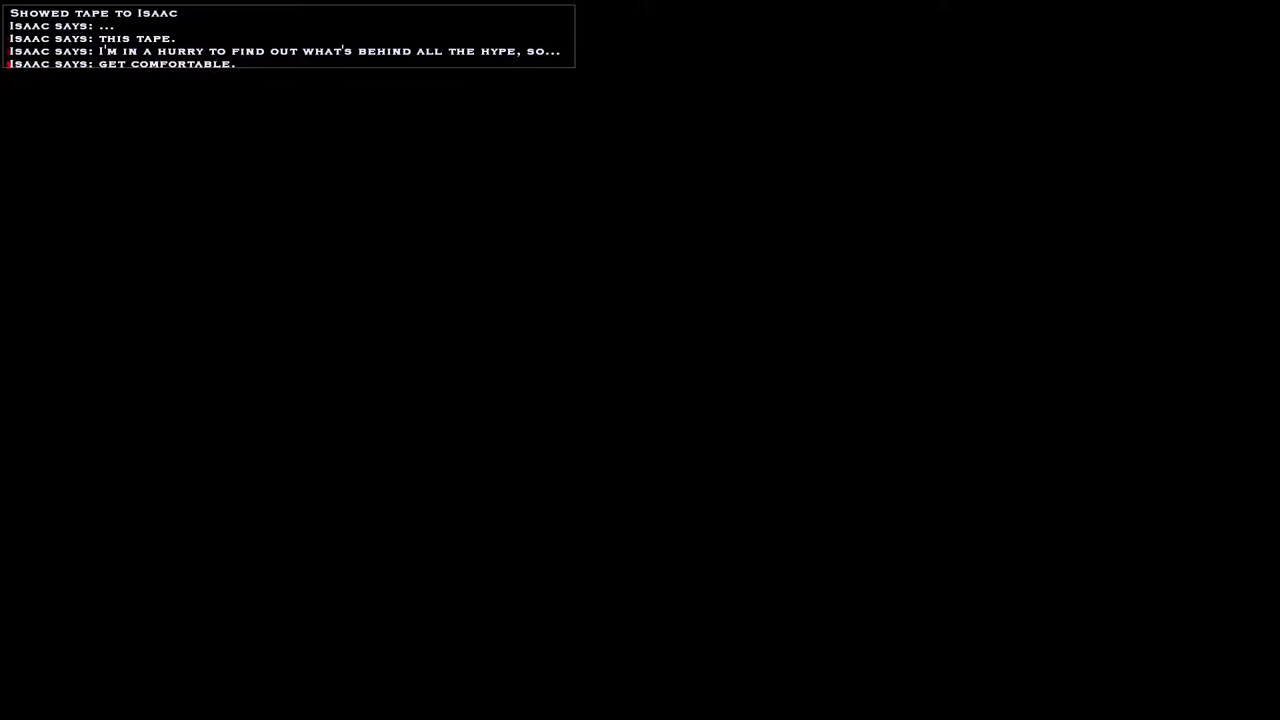 Showed tape to Isaac
Isaac says: ...
Isaac says: this tape.
Isaac says: I'm in a hurry to find out what's behind all the hype, so...
Isaac says: get comfortable.